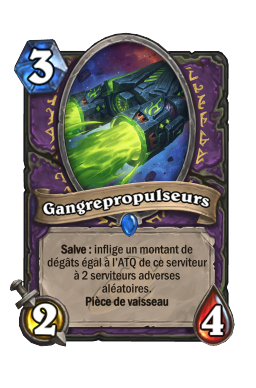 3
Gangrepropulseurs
Salve : inflige un montant de
dégâts égal à l'ATQ de ce serviteur
à 2 serviteurs adverses
aléatoires.
Pièce de vaisseau
2
4